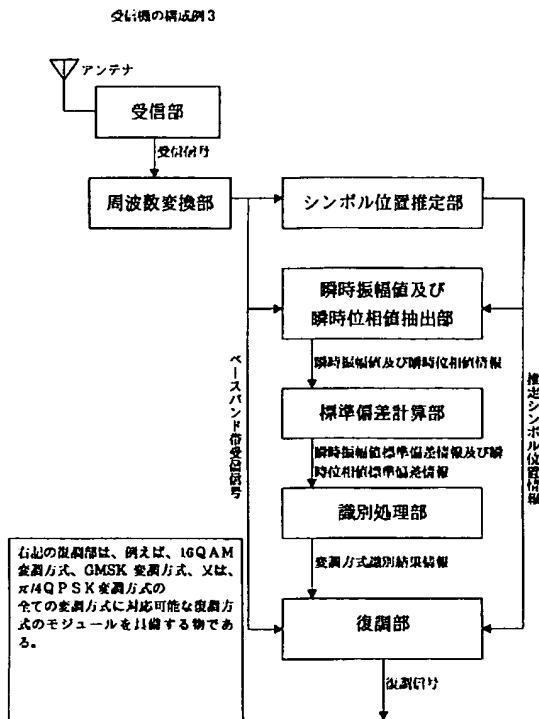 受信機の構成例3
アンテナ
受信部
受信信号
周波数変換部
シンボル位置推定部
瞬時振幅値及び
瞬時位相値抽出部
瞬時振幅値及び瞬時位相値情報
ベースバンド帯受信信号
推定シンボル位置情報
標準偏差計算部
瞬時振幅値標準偏差情報及び瞬
時位相値標準偏差情報
識別処理部
変調方式識別結果情報
右記の復調部は、例えば、16QAM
変調方式、GMSK 変調方式、又は、
π/4QPSK変調方式の
全ての変調方式に対応可能な復調方
式のモジュールを具備する物であ
る。
復調部
復調信号